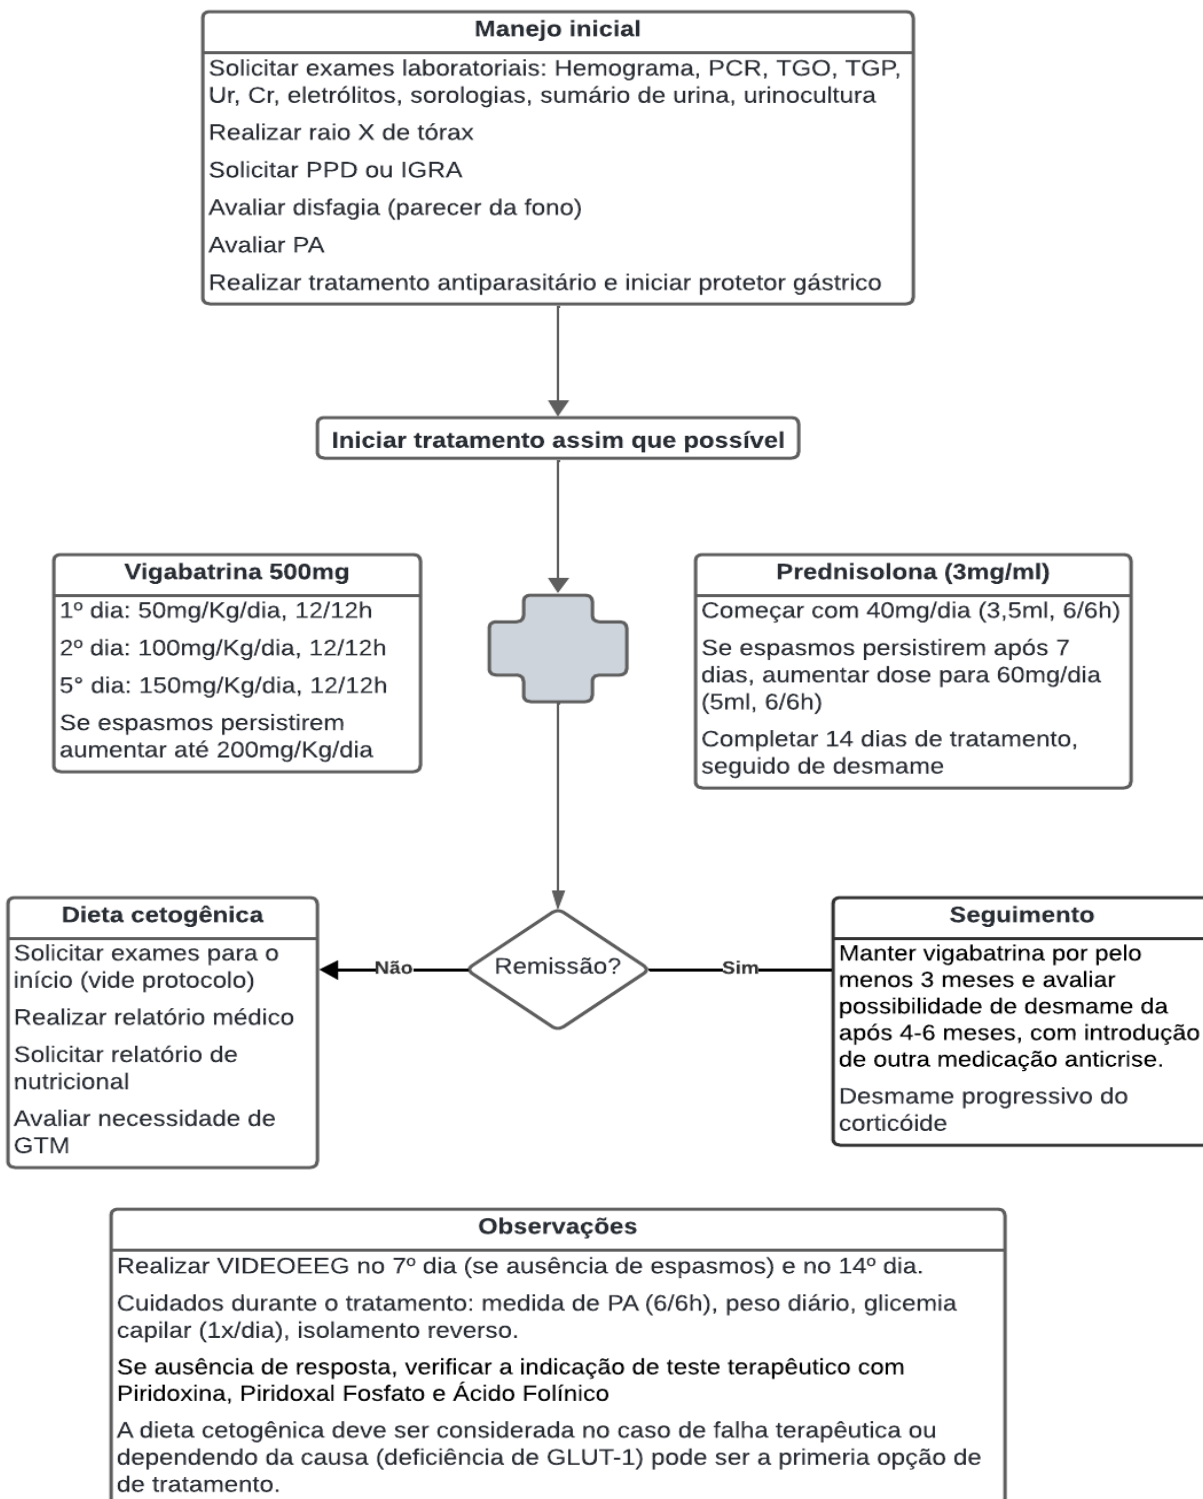 Manejo inicial
Solicitar exames laboratoriais: Hemograma, PCR, TGO, TGP,
Ur, Cr, eletrólitos, sorologias, sumário de urina, urinocultura
Realizar raio X de tórax
Solicitar PPD ou IGRA
Avaliar disfagia (parecer da fono)
Avaliar PA
Realizar tratamento antiparasitário e iniciar protetor gástrico
Iniciar tratamento assim que possível
Vigabatrina 500mg
1º dia: 50mg/Kg/dia, 12/12h
2º dia: 100mg/Kg/dia, 12/12h
5° dia: 150mg/Kg/dia, 12/12h
Se espasmos persistirem
aumentar até 200mg/Kg/dia
Prednisolona (3mg/ml)
Começar com 40mg/dia (3,5ml, 6/6h)
Se espasmos persistirem após 7
dias, aumentar dose para 60mg/dia
(5ml, 6/6h)
Completar 14 dias de tratamento,
seguido de desmame
Remissão?
Não
Sim
Dieta cetogênica
Solicitar exames para o
início (vide protocolo)
Realizar relatório médico
Solicitar relatório de
nutricional
Avaliar necessidade de
GTM
Seguimento
Manter vigabatrina por pelo
menos 3 meses e avaliar
possibilidade de desmame da
após 4-6 meses, com introdução
de outra medicação anticrise.
Desmame progressivo do
corticóide
Observações
Realizar VIDEOEEG no 7º dia (se ausência de espasmos) e no 14º dia.
Cuidados durante o tratamento: medida de PA (6/6h), peso diário, glicemia
capilar (1x/dia), isolamento reverso.
Se ausência de resposta, verificar a indicação de teste terapêutico com
Piridoxina, Piridoxal Fosfato e Ácido Folínico
A dieta cetogênica deve ser considerada no caso de falha terapêutica ou
dependendo da causa (deficiência de GLUT-1) pode ser a primeria opção de
de tratamento.